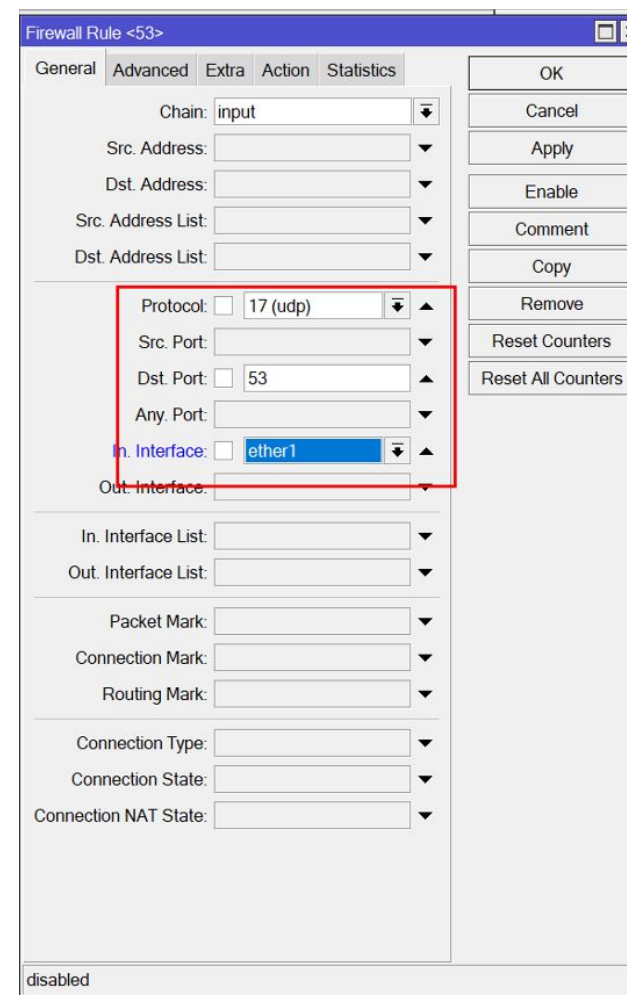 Firewall Rule <53>
General Advanced Extra Action Statistics
OK
Cancel
Apply
Enable
Comment
Copy
Remove
Reset Counters
Reset All Counters
Chain: input
Src. Address:
Dst. Address:
Src. Address List:
Dst. Address List:
Protocol: 17 (udp)
Src. Port:
Dst. Port: 53
Any. Port:
In. Interface: ether1
Out. Interface:
In. Interface List:
Out. Interface List:
Packet Mark:
Connection Mark:
Routing Mark:
Connection Type:
Connection State:
Connection NAT State:
disabled